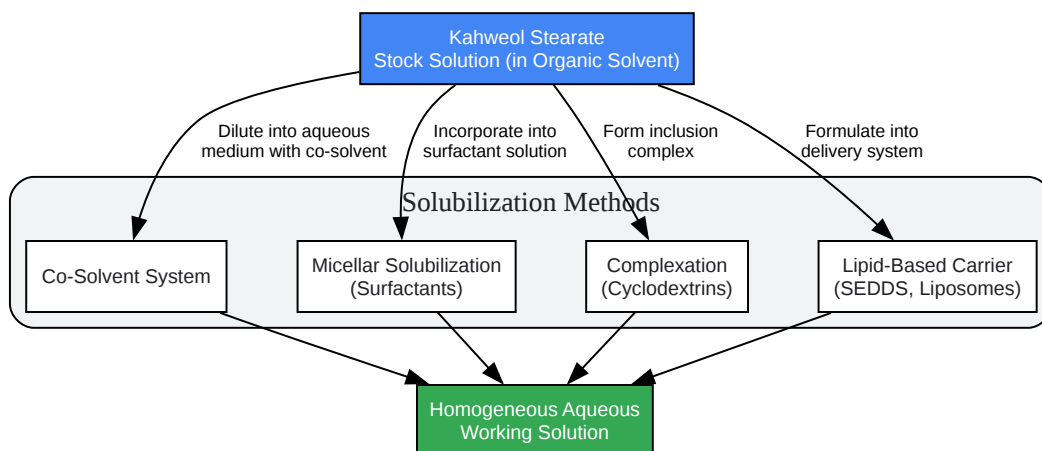 Kahweol Stearate
Stock Solution (in Organic Solvent)
Dilute into aqueous
medium with co-solvent
Incorporate into
surfactant solution
Form inclusion
complex
Formulate into
delivery system
Solubilization Methods
Co-Solvent System
Micellar Solubilization
(Surfactants)
Complexation
(Cyclodextrins)
Lipid-Based Carrier
(SEDDS, Liposomes)
Homogeneous Aqueous
Working Solution